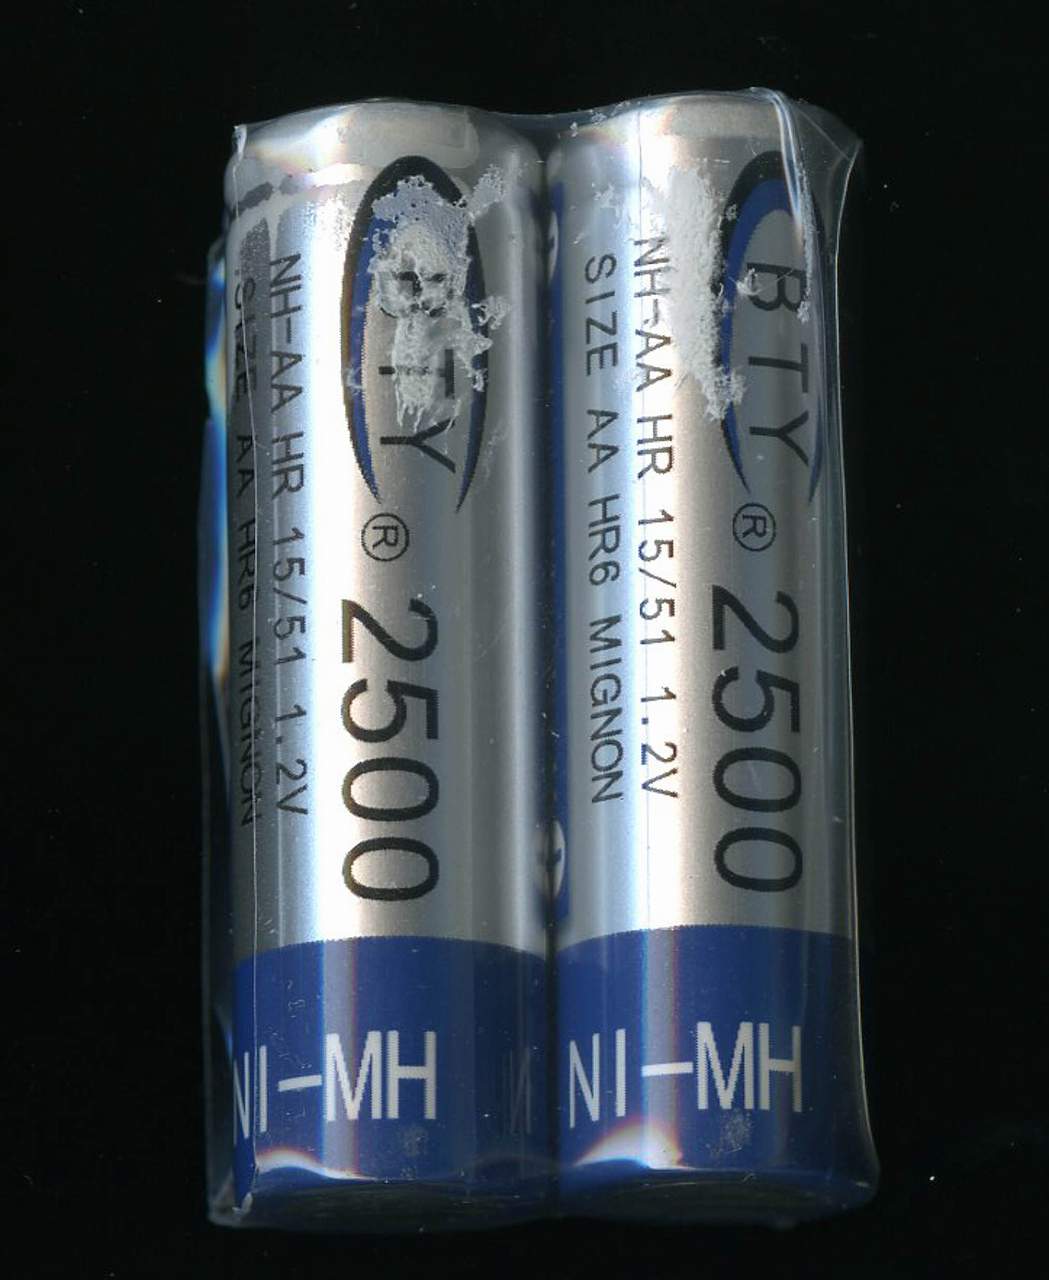 BTY ® 2500
NH-AA HR 15/51 1.2V
SIZE AA HR6 MIGNON
NI-MH
BTY ® 2500
NH-AA HR 15/51 1.2V
SIZE AA HR6 MIGNON
NI-MH